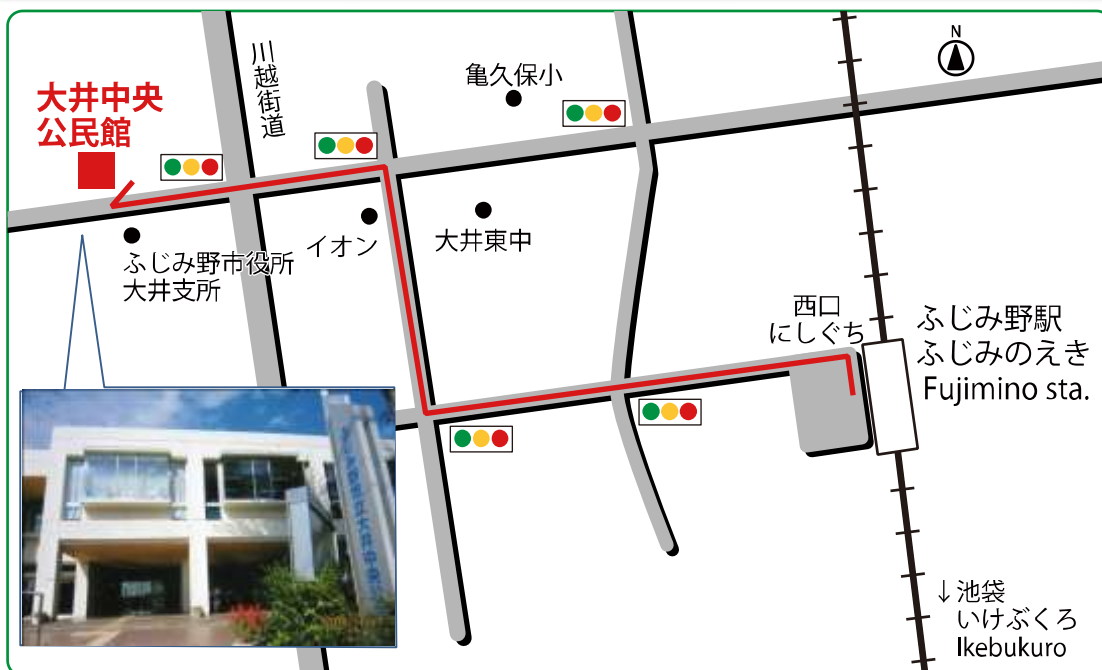 N
川越街道
亀久保小
大井中央
公民館
イオン
大井東中
ふじみ野市役所
大井支所
西口
にしぐち
ふじみ野駅
ふじみのえき
Fujimino sta.
↓池袋
いけぶくろ
Ikebukuro